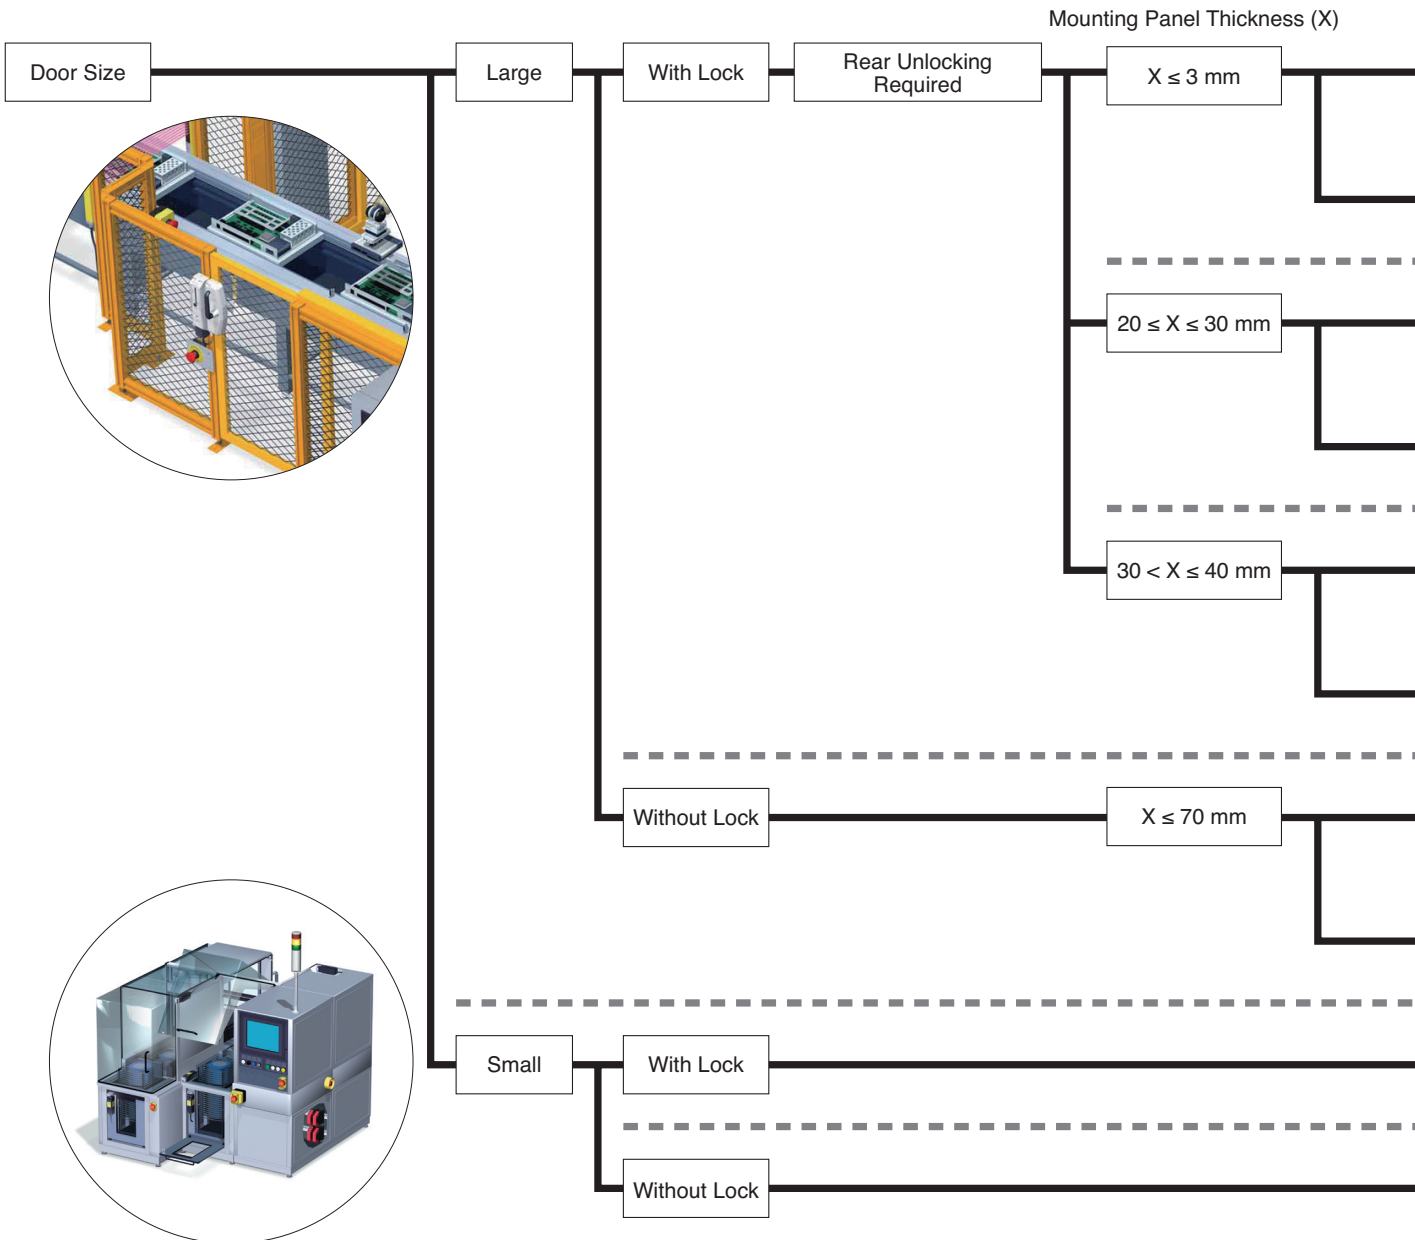 Mounting Panel Thickness (X)
Door Size
Large
With Lock
Rear Unlocking
Required
X ≤ 3 mm
20 ≤ X ≤ 30 mm
30 < X ≤ 40 mm
Without Lock
X ≤ 70 mm
Small
With Lock
Without Lock